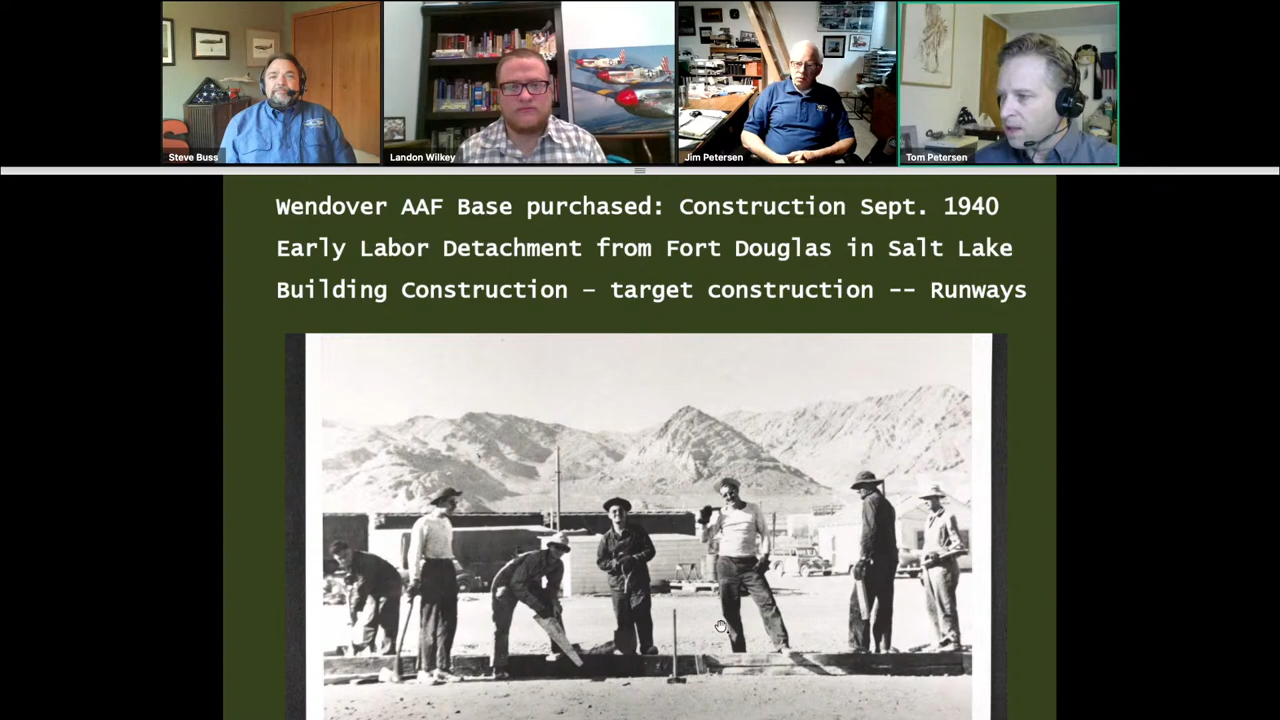 Steve Buss
Landon Wilkey
Jim Petersen
Tom Petersen
Wendover AAF Base purchased: Construction Sept. 1940
Early Labor Detachment from Fort Douglas in Salt Lake
Building Construction – target construction -- Runways